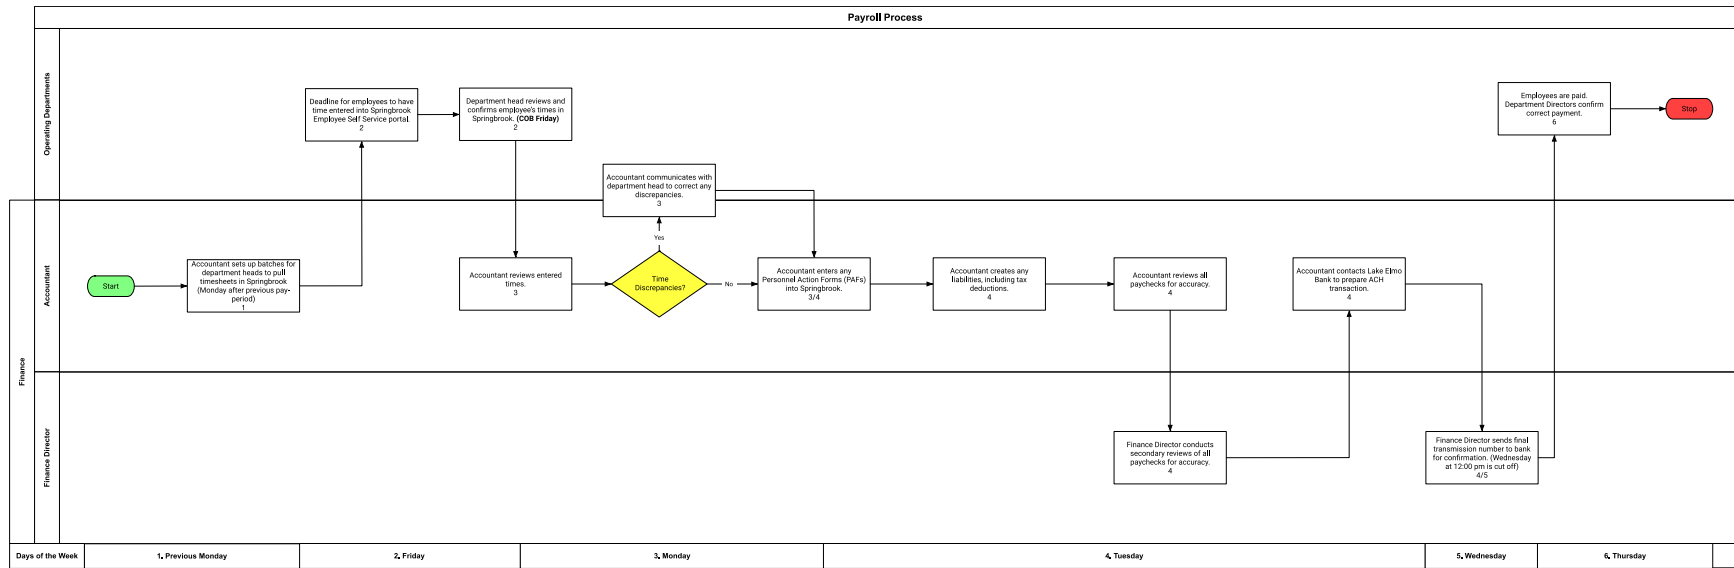 Payroll Process
Operating Departments
Deadline for employees to have
time entered into Springbrook
Employee Self Service portal.
2
Department head reviews and
confirms employee's times in
Springbrook. (COB Friday)
2
Employees are paid.
Department Directors confirm
correct payment.
6
Stop
Accountant communicates with
department head to correct any
discrepancies.
3
Finance
Accountant
Start
Accountant sets up batches for
department heads to pull
timesheets in Springbrook
(Monday after previous pay-
period)
1
Accountant reviews entered
times.
3
Yes
Time
Discrepancies?
No
Accountant enters any
Personnel Action Forms (PAFs)
into Springbrook.
3/4
Accountant creates any
liabilities, including tax
deductions.
4
Accountant reviews all
paychecks for accuracy.
4
Accountant contacts Lake Elmo
Bank to prepare ACH
transaction.
4
Finance Director
Finance Director conducts
secondary reviews of all
paychecks for accuracy.
4
Finance Director sends final
transmission number to bank
for confirmation. (Wednesday
at 12:00 pm is cut off)
4/5
Days of the Week
1. Previous Monday
2. Friday
3. Monday
4. Tuesday
5. Wednesday
6. Thursday